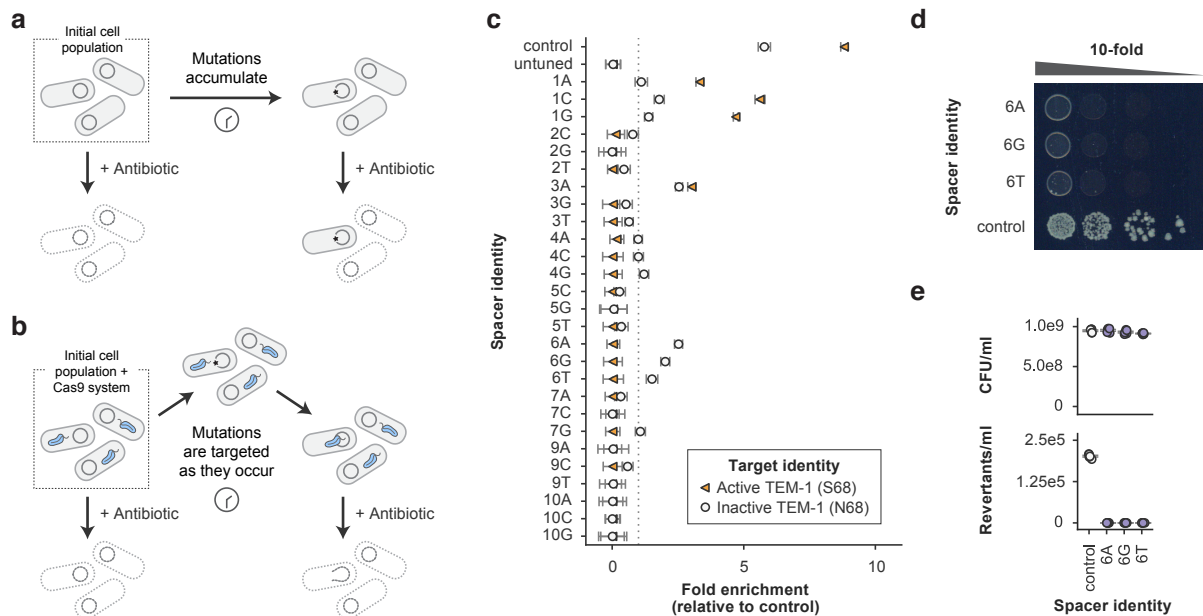 a
Initial cell
population
Mutations
accumulate
+ Antibiotic
+ Antibiotic
b
Initial cell
population +
Cas9 system
Mutations
are targeted
as they occur
+ Antibiotic
+ Antibiotic
c
Spacer identity
control
untuned
1A
1C
1G
2C
2G
2T
3A
3G
3T
4A
4C
4G
5C
5G
5T
6A
6G
6T
7A
7C
7G
9A
9C
9T
10A
10C
10G
Target identity
Active TEM-1 (S68)
Inactive TEM-1 (N68)
0
5
10
Fold enrichment
(relative to control)
d
10-fold
Spacer identity
6A
6G
6T
control
e
CFU/ml
1.0e9
5.0e8
0
Revertants/ml
2.5e5
1.25e5
0
control
6A
6G
6T
Spacer identity